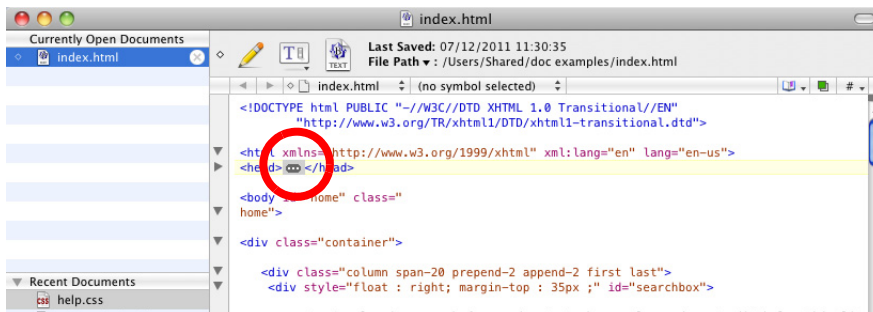 index.html
Currently Open Documents
index.html
Last Saved: 07/12/2011 11:30:35
File Path ▾ : /Users/Shared/doc examples/index.html
TEXT
index.html (no symbol selected)
# ▾
<!DOCTYPE html PUBLIC "-//W3C//DTD XHTML 1.0 Transitional//EN"
"http://www.w3.org/TR/xhtml1/DTD/xhtml1-transitional.dtd">
<html xmlns="http://www.w3.org/1999/xhtml" xml:lang="en" lang="en-us">
<head>•••</head>
<body id="home" class="
home">
<div class="container">
<div class="column span-20 prepend-2 append-2 first last">
<div style="float : right; margin-top : 35px ;" id="searchbox">
Recent Documents
css help.css